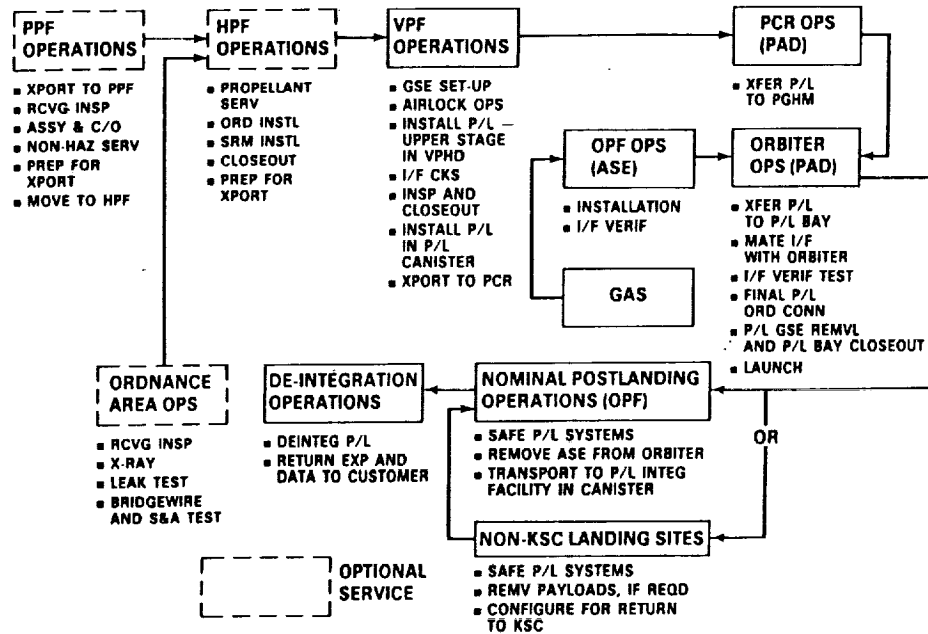 PPF
OPERATIONS
■ XPORT TO PPF
■ RCVG INSP
■ ASSY & C/O
■ NON-HAZ SERV
■ PREP FOR
XPORT
■ MOVE TO HPF
HPF
OPERATIONS
■ PROPELLANT
SERV
■ ORD INSTL
■ SRM INSTL
■ CLOSEOUT
■ PREP FOR
XPORT
VPF
OPERATIONS
■ GSE SET-UP
■ AIRLOCK OPS
■ INSTALL P/L —
UPPER STAGE
IN VPHD
■ I/F CKS
■ INSP AND
CLOSEOUT
■ INSTALL P/L
IN P/L
CANISTER
■ XPORT TO PCR
PCR OPS
(PAD)
■ XFER P/L
TO PGHM
OPF OPS
(ASE)
■ INSTALLATION
■ I/F VERIF
GAS
ORBITER
OPS (PAD)
■ XFER P/L
TO P/L BAY
■ MATE I/F
WITH ORBITER
■ I/F VERIF TEST
■ FINAL P/L
ORD CONN
■ P/L GSE REMVL
AND P/L BAY CLOSEOUT
■ LAUNCH
ORDNANCE
AREA OPS
■ RCVG INSP
■ X-RAY
■ LEAK TEST
■ BRIDGEWIRE
AND S&A TEST
DE-INTEGRATION
OPERATIONS
■ DEINTEG P/L
■ RETURN EXP AND
DATA TO CUSTOMER
NOMINAL POSTLANDING
OPERATIONS (OPF)
■ SAFE P/L SYSTEMS
■ REMOVE ASE FROM ORBITER
■ TRANSPORT TO P/L INTEG
FACILITY IN CANISTER
OR
NON-KSC LANDING SITES
■ SAFE P/L SYSTEMS
■ REMV PAYLOADS, IF REQD
■ CONFIGURE FOR RETURN
TO KSC
OPTIONAL
SERVICE